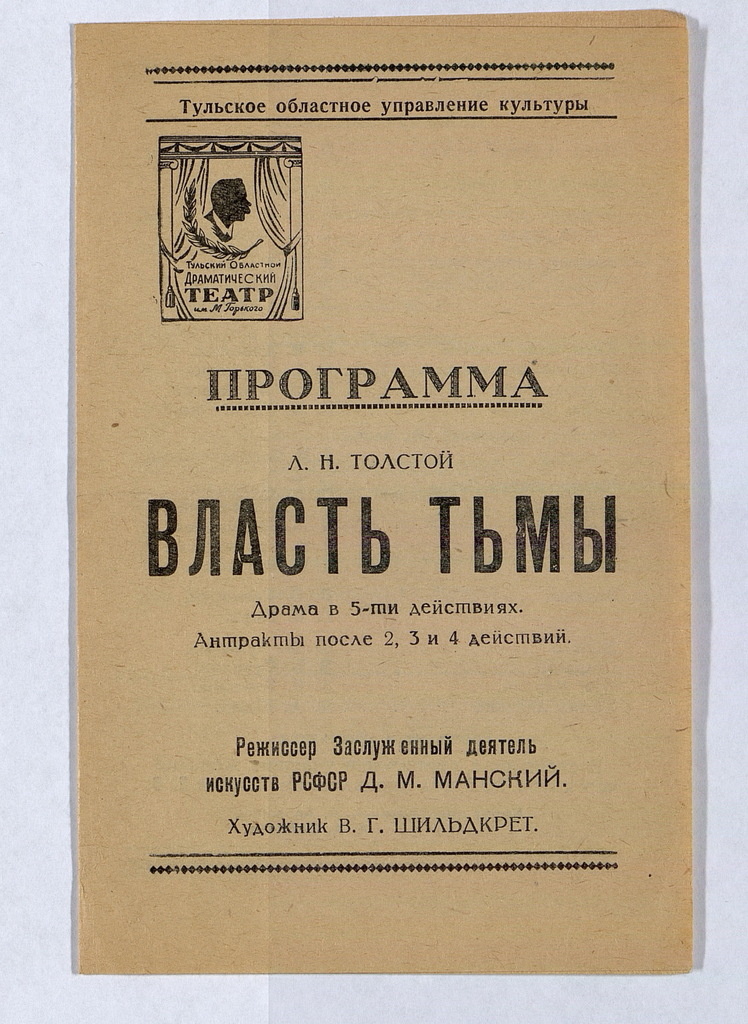 Тульское областное управление культуры
Тульский Областной
Драматический
ТЕАТР
им М Горького
ПРОГРАММА
Л. Н. ТОЛСТОЙ
ВЛАСТЬ ТЬМЫ
Драма в 5-ти действиях.
Антракты после 2, 3 и 4 действий.
Режиссер Заслуженный деятель
искусств РСФСР Д. М. МАНСКИЙ.
Художник В. Г. ШИЛЬДКРЕТ.